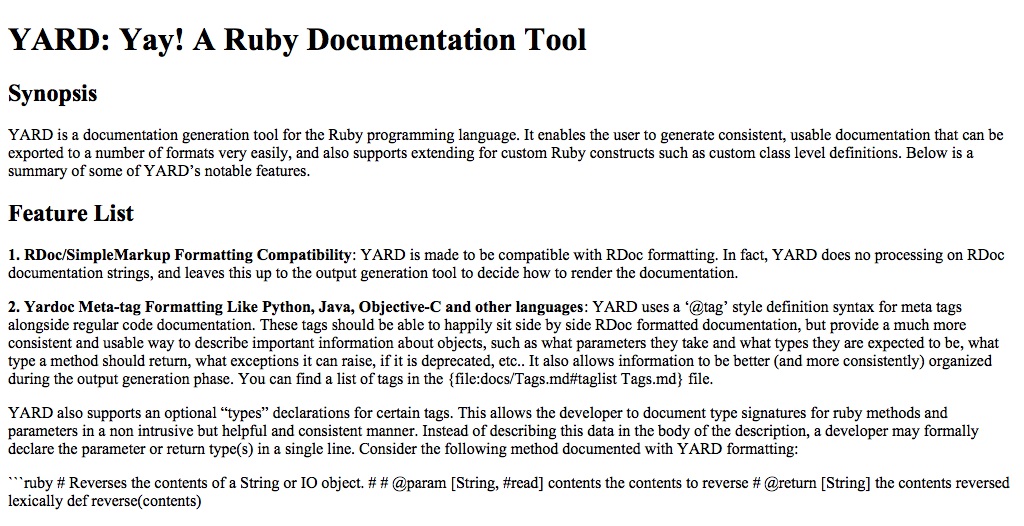 YARD: Yay! A Ruby Documentation Tool
Synopsis
YARD is a documentation generation tool for the Ruby programming language. It enables the user to generate consistent, usable documentation that can be
exported to a number of formats very easily, and also supports extending for custom Ruby constructs such as custom class level definitions. Below is a
summary of some of YARD’s notable features.
Feature List
1. RDoc/SimpleMarkup Formatting Compatibility: YARD is made to be compatible with RDoc formatting. In fact, YARD does no processing on RDoc
documentation strings, and leaves this up to the output generation tool to decide how to render the documentation.
2. Yardoc Meta-tag Formatting Like Python, Java, Objective-C and other languages: YARD uses a ‘@tag’ style definition syntax for meta tags
alongside regular code documentation. These tags should be able to happily sit side by side RDoc formatted documentation, but provide a much more
consistent and usable way to describe important information about objects, such as what parameters they take and what types they are expected to be, what
type a method should return, what exceptions it can raise, if it is deprecated, etc.. It also allows information to be better (and more consistently) organized
during the output generation phase. You can find a list of tags in the {file:docs/Tags.md#taglist Tags.md} file.
YARD also supports an optional “types” declarations for certain tags. This allows the developer to document type signatures for ruby methods and
parameters in a non intrusive but helpful and consistent manner. Instead of describing this data in the body of the description, a developer may formally
declare the parameter or return type(s) in a single line. Consider the following method documented with YARD formatting:
```ruby # Reverses the contents of a String or IO object. # # @param [String, #read] contents the contents to reverse # @return [String] the contents reversed
lexically def reverse(contents)